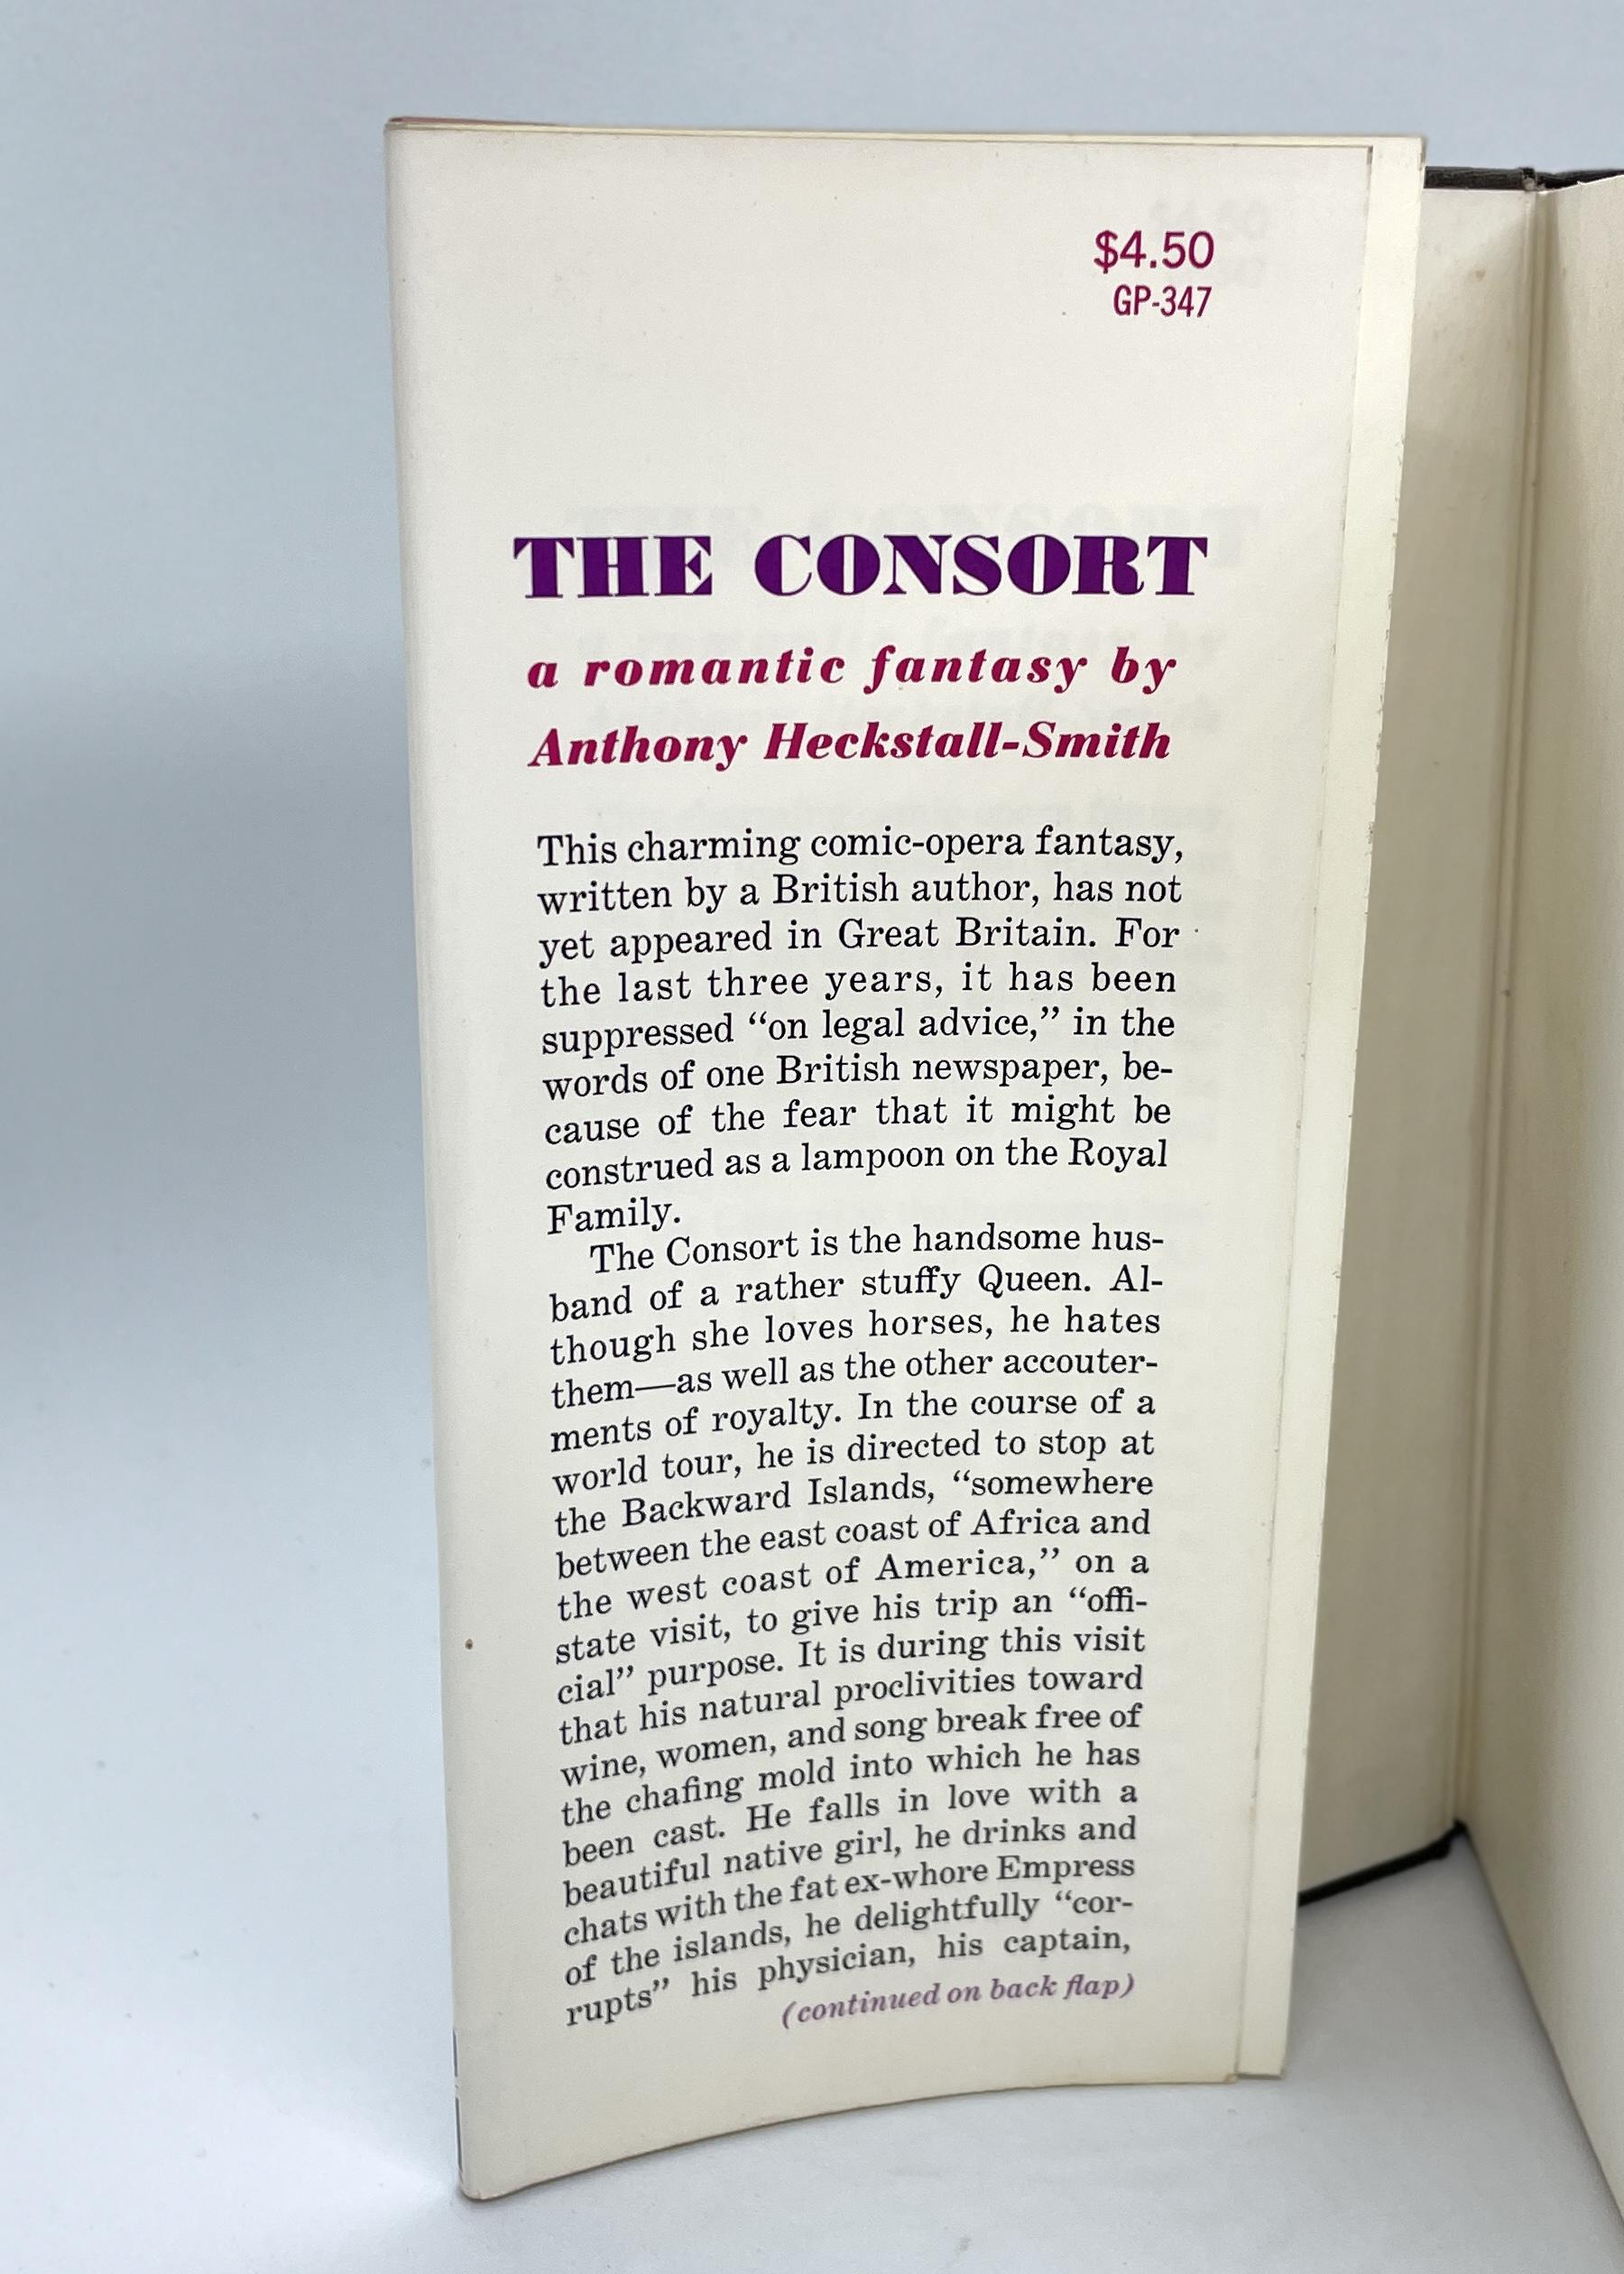 $4.50
GP-347
THE CONSORT
a romantic fantasy by
Anthony Heckstall-Smith
This charming comic-opera fantasy,
written by a British author, has not
yet appeared in Great Britain. For
the last three years, it has been
suppressed “on legal advice,” in the
words of one British newspaper, be-
cause of the fear that it might be
construed as a lampoon on the Royal
Family.
The Consort is the handsome hus-
band of a rather stuffy Queen. Al-
though she loves horses, he hates
them—as well as the other accouter-
ments of royalty. In the course of a
world tour, he is directed to stop at
the Backward Islands, “somewhere
between the east coast of Africa and
the west coast of America,” on a
state visit, to give his trip an “offi-
cial” purpose. It is during this visit
that his natural proclivities toward
wine, women, and song break free of
the chafing mold into which he has
been cast. He falls in love with a
beautiful native girl, he drinks and
chats with the fat ex-whore Empress
of the islands, he delightfully “cor-
rupts” his physician, his captain,
(continued on back flap)